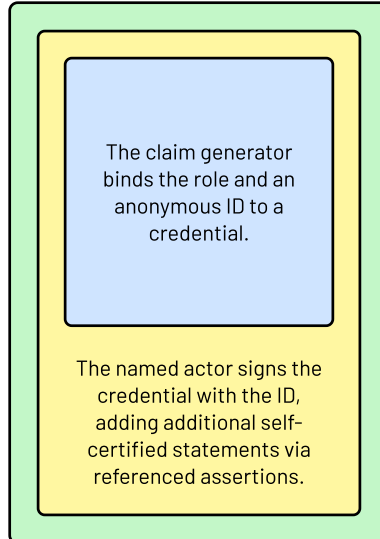 The claim generator
binds the role and an
anonymous ID to a
credential.
The named actor signs the
credential with the ID,
adding additional self-
certified statements via
referenced assertions.